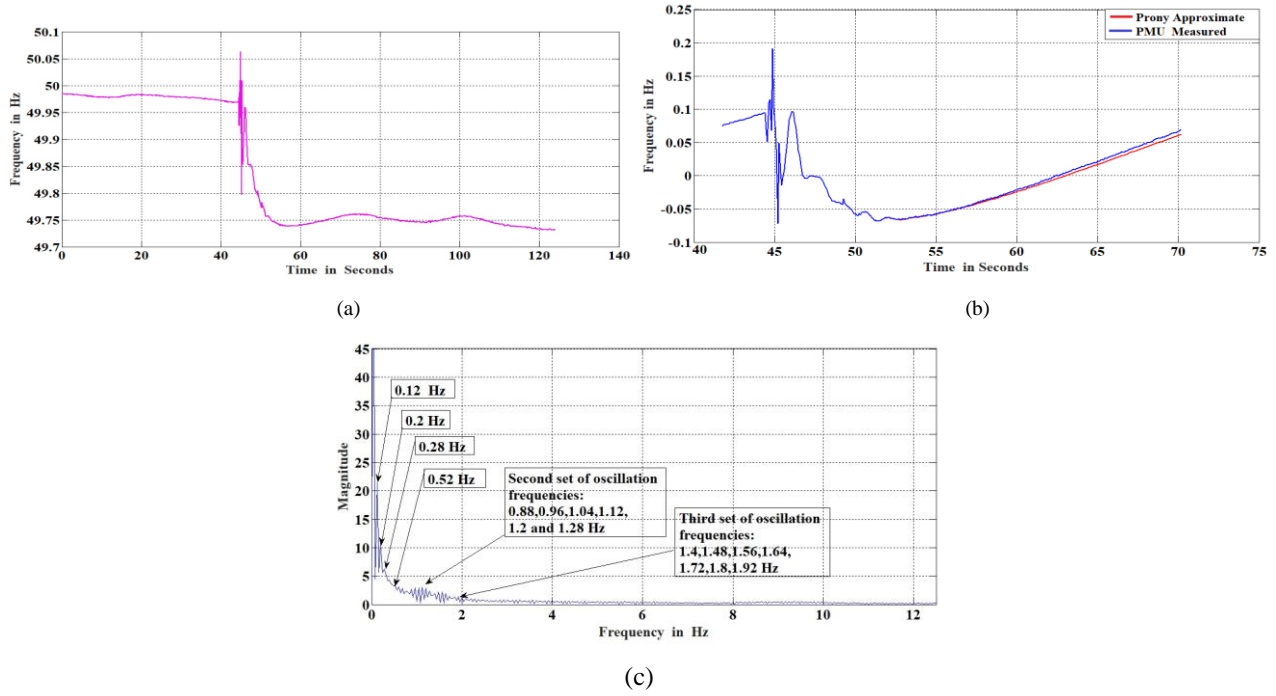 50.1
50.05
50
49.95
49.9
49.85
49.8
49.75
49.7
Frequency in Hz
0 20 40 60 80 100 120 140
Time in Seconds
(a)
0.25
0.2
0.15
0.1
0.05
0
-0.05
-0.1
Frequency in Hz
Prony Approximate
PMU Measured
40 45 50 55 60 65 70 75
Time in Seconds
(b)
45
40
35
30
25
20
15
10
5
0
Magnitude
0.12 Hz
0.2 Hz
0.28 Hz
0.52 Hz
Second set of oscillation
frequencies:
0.88,0.96,1.04,1.12,
1.2 and 1.28 Hz
Third set of oscillation
frequencies:
1.4,1.48,1.56,1.64,
1.72,1.8,1.92 Hz
0 2 4 6 8 10 12
Frequency in Hz
(c)